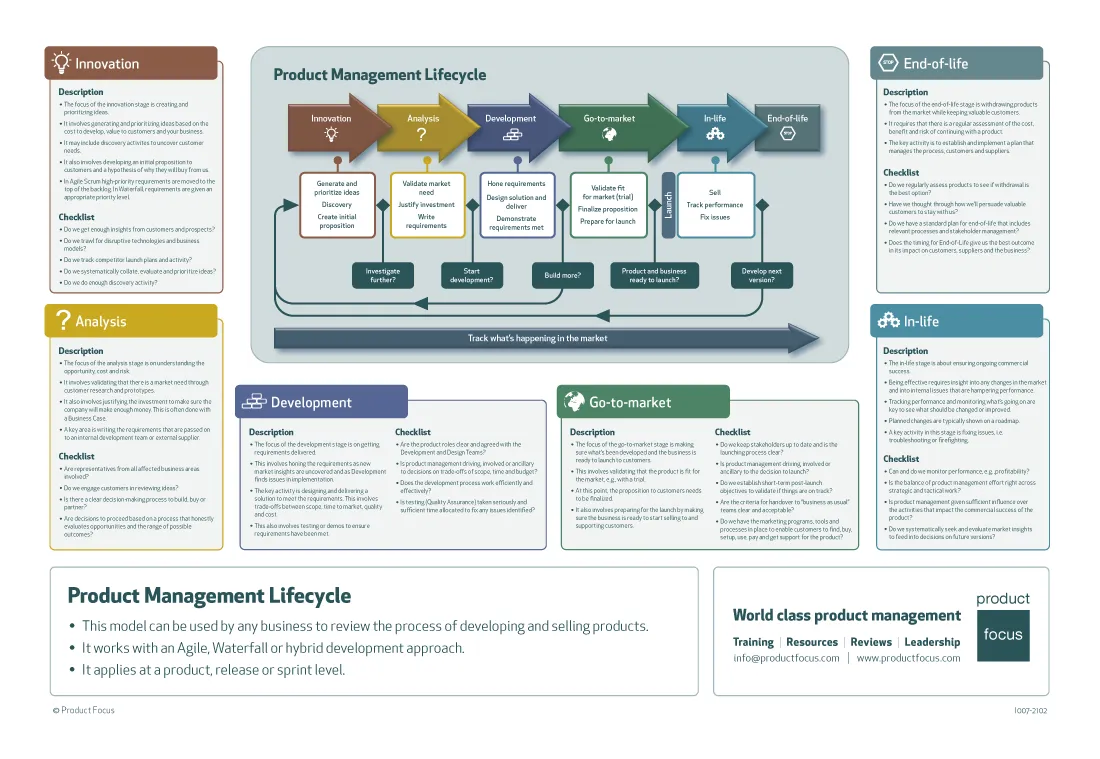 Innovation
Description
• The focus of the innovation stage is creating and
prioritizing ideas.
• It involves generating and prioritizing ideas based on the
cost to develop, value to customers and your business.
• It may include discovery activities to uncover customer
needs.
• It also involves developing an initial proposition to
customers and a hypothesis of why they will buy from us.
• In Agile Scrum high-priority requirements are moved to the
top of the backlog. In Waterfall, requirements are given an
appropriate priority level.
Checklist
• Do we get enough insights from customers and prospects?
• Do we trawl for disruptive technologies and business
models?
• Do we track competitor launch plans and activity?
• Do we systematically collate, evaluate and prioritize ideas?
• Do we do enough discovery activity?
Product Management Lifecycle
Innovation
Analysis
?
Development
Go-to-market
In-life
End-of-life
STOP
Generate and
prioritize ideas
Discovery
Create initial
proposition
Validate market
need
Justify investment
Write
requirements
Hone requirements
Design solution and
deliver
Demonstrate
requirements met
Validate fit
for market (trial)
Finalize proposition
Prepare for launch
Launch
Sell
Track performance
Fix issues
Investigate
further?
Start
development?
Build more?
Product and business
ready to launch?
Develop next
version?
Track what's happening in the market
STOP
End-of-life
Description
• The focus of the end-of-life stage is withdrawing products
from the market while keeping valuable customers.
• It requires that there is a regular assessment of the cost,
benefit and risk of continuing with a product.
• The key activity is to establish and implement a plan that
manages the process, customers and suppliers.
Checklist
• Do we regularly assess products to see if withdrawal is
the best option?
• Have we thought through how we'll persuade valuable
customers to stay with us?
• Do we have a standard plan for end-of-life that includes
relevant processes and stakeholder management?
• Does the timing for End-of-Life give us the best outcome
in its impact on customers, suppliers and the business?
? Analysis
Description
• The focus of the analysis stage is on understanding the
opportunity, cost and risk.
• It involves validating that there is a market need through
customer research and prototypes.
• It also involves justifying the investment to make sure the
company will make enough money. This is often done with
a Business Case.
• A key area is writing the requirements that are passed on
to an internal development team or external supplier.
Checklist
• Are representatives from all affected business areas
involved?
• Do we engage customers in reviewing ideas?
• Is there a clear decision-making process to build, buy or
partner?
• Are decisions to proceed based on a process that honestly
evaluates opportunities and the range of possible
outcomes?
Development
Description
• The focus of the development stage is on getting
requirements delivered.
• This involves honing the requirements as new
market insights are uncovered and as Development
finds issues in implementation.
• The key activity is designing and delivering a
solution to meet the requirements. This involves
trade-offs between scope, time to market, quality
and cost.
• This also involves testing or demos to ensure
requirements have been met.
Checklist
• Are the product roles clear and agreed with the
Development and Design Teams?
• Is product management driving, involved or ancillary
to decisions on trade-offs of scope, time and budget?
• Does the development process work efficiently and
effectively?
• Is testing (Quality Assurance) taken seriously and
sufficient time allocated to fix any issues identified?
Go-to-market
Description
• The focus of the go-to-market stage is making
sure what's been developed and the business is
ready to launch to customers.
• This involves validating that the product is fit for
the market, e.g., with a trial.
• At this point, the proposition to customers needs
to be finalized.
• It also involves preparing for the launch by making
sure the business is ready to start selling to and
supporting customers.
Checklist
• Do we keep stakeholders up to date and is the
launching process clear?
• Is product management driving, involved or
ancillary to the decision to launch?
• Do we establish short-term post-launch
objectives to validate if things are on track?
• Are the criteria for handover to "business as usual"
teams clear and acceptable?
• Do we have the marketing programs, tools and
processes in place to enable customers to find, buy,
setup, use, pay and get support for the product?
In-life
Description
• The in-life stage is about ensuring ongoing commercial
success.
• Being effective requires insight into any changes in the market
and into internal issues that are hampering performance.
• Tracking performance and monitoring what's going on are
key to see what should be changed or improved.
• Planned changes are typically shown on a roadmap.
• A key activity in this stage is fixing issues, i.e.
troubleshooting or firefighting.
Checklist
• Can and do we monitor performance, e.g. profitability?
• Is the balance of product management effort right across
strategic and tactical work?
• Is product management given sufficient influence over
the activities that impact the commercial success of the
product?
• Do we systematically seek and evaluate market insights
to feed into decisions on future versions?
Product Management Lifecycle
• This model can be used by any business to review the process of developing and selling products.
• It works with an Agile, Waterfall or hybrid development approach.
• It applies at a product, release or sprint level.
World class product management
Training | Resources | Reviews | Leadership
info@productfocus.com | www.productfocus.com
product
focus
© Product Focus
1007-2102